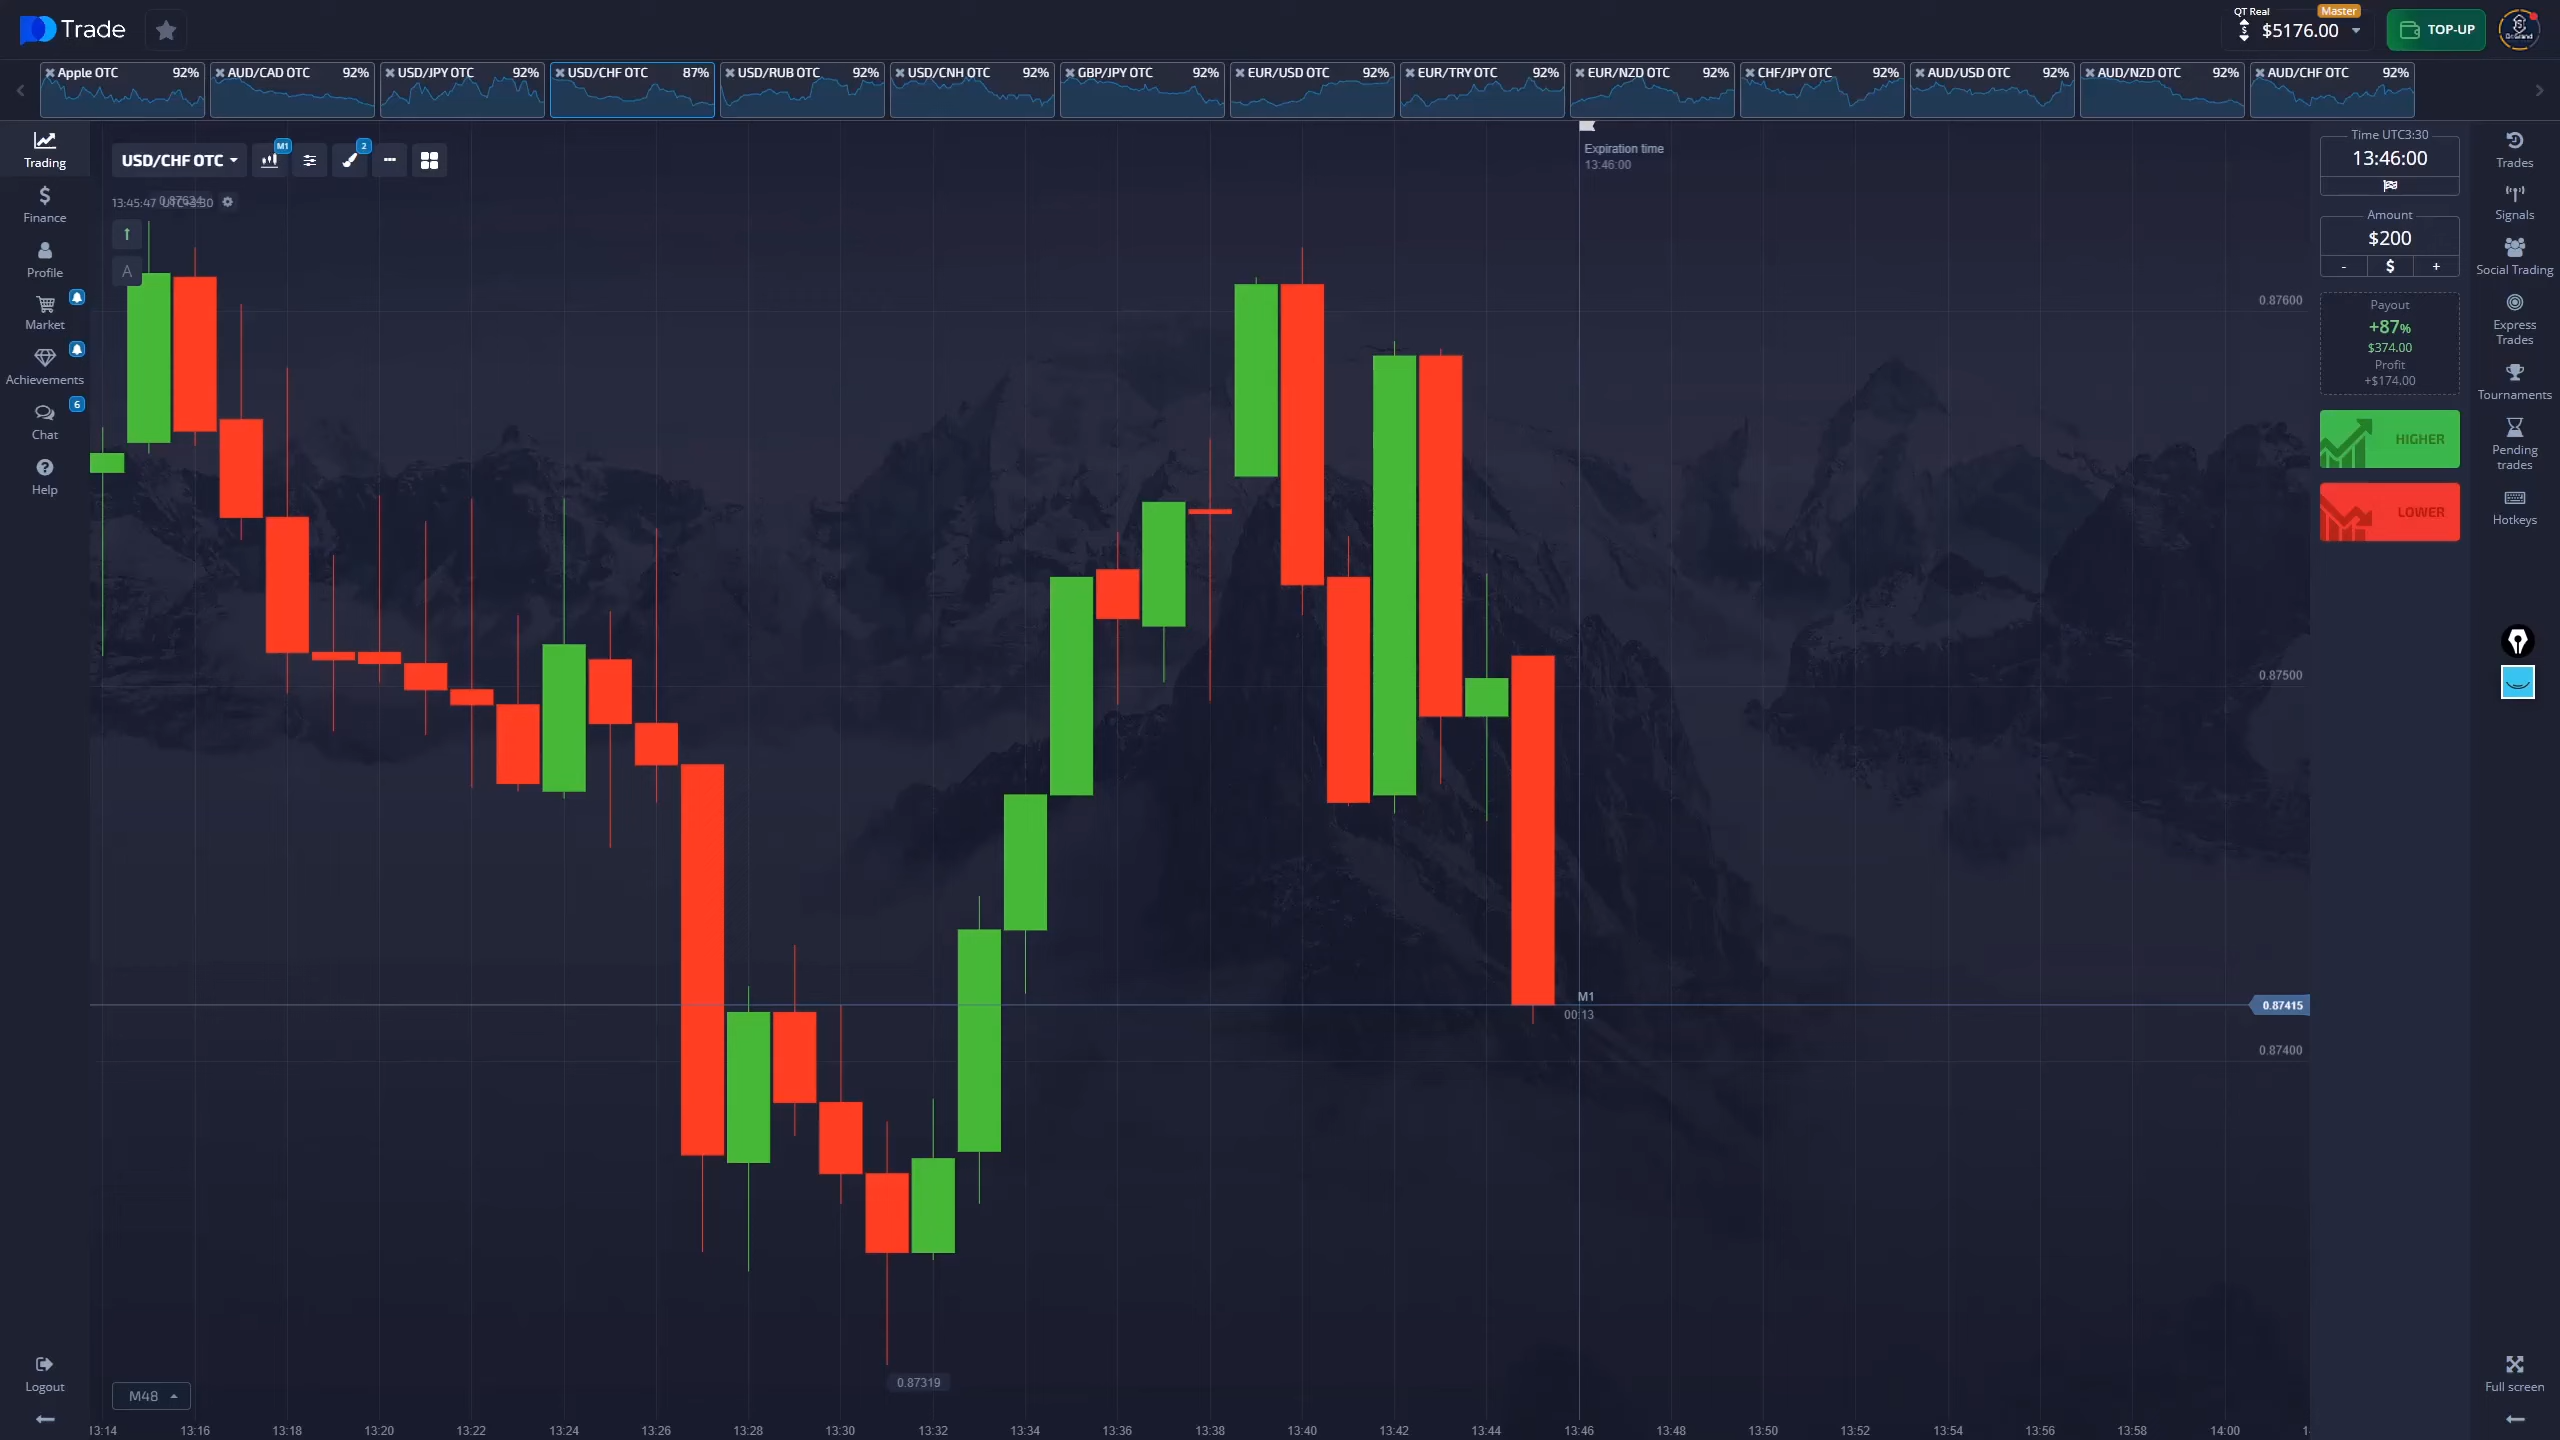 Trade
QT Real
Master
$5176.00
TOP-UP
Apple OTC 92%
AUD/CAD OTC 92%
USD/JPY OTC 92%
USD/CHF OTC 87%
USD/RUB OTC 92%
USD/CNH OTC 92%
GBP/JPY OTC 92%
EUR/USD OTC 92%
EUR/TRY OTC 92%
EUR/NZD OTC 92%
CHF/JPY OTC 92%
AUD/USD OTC 92%
AUD/NZD OTC 92%
AUD/CHF OTC 92%
Trading
Finance
Profile
Market
Achievements
6
Chat
Help
Logout
USD/CHF OTC
M1
2
13:45:47 UTC+3:30
A
Expiration time
13:46:00
0.87600
0.87500
M1
00:13
0.87415
0.87400
0.87319
M48
13:14 13:16 13:18 13:20 13:22 13:24 13:26 13:28 13:30 13:32 13:34 13:36 13:38 13:40 13:42 13:44 13:46 13:48 13:50 13:52 13:54 13:56 13:58 14:00
Time UTC3:30
13:46:00
Amount
$200
- $ +
Payout
+87%
$374.00
Profit
+$174.00
HIGHER
LOWER
Trades
Signals
Social Trading
Express
Trades
Tournaments
Pending
trades
Hotkeys
Full screen